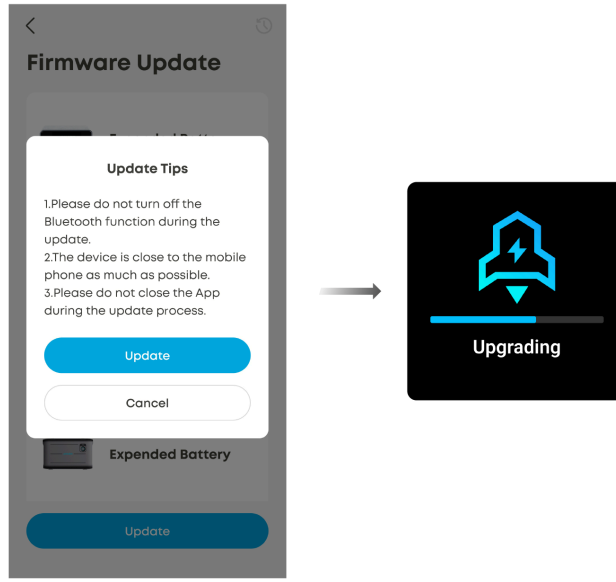 Firmware Update
Update Tips
1.Please do not turn off the
Bluetooth function during the
update.
2.The device is close to the mobile
phone as much as possible.
3.Please do not close the App
during the update process.
Update
Cancel
Expended Battery
Update
Upgrading